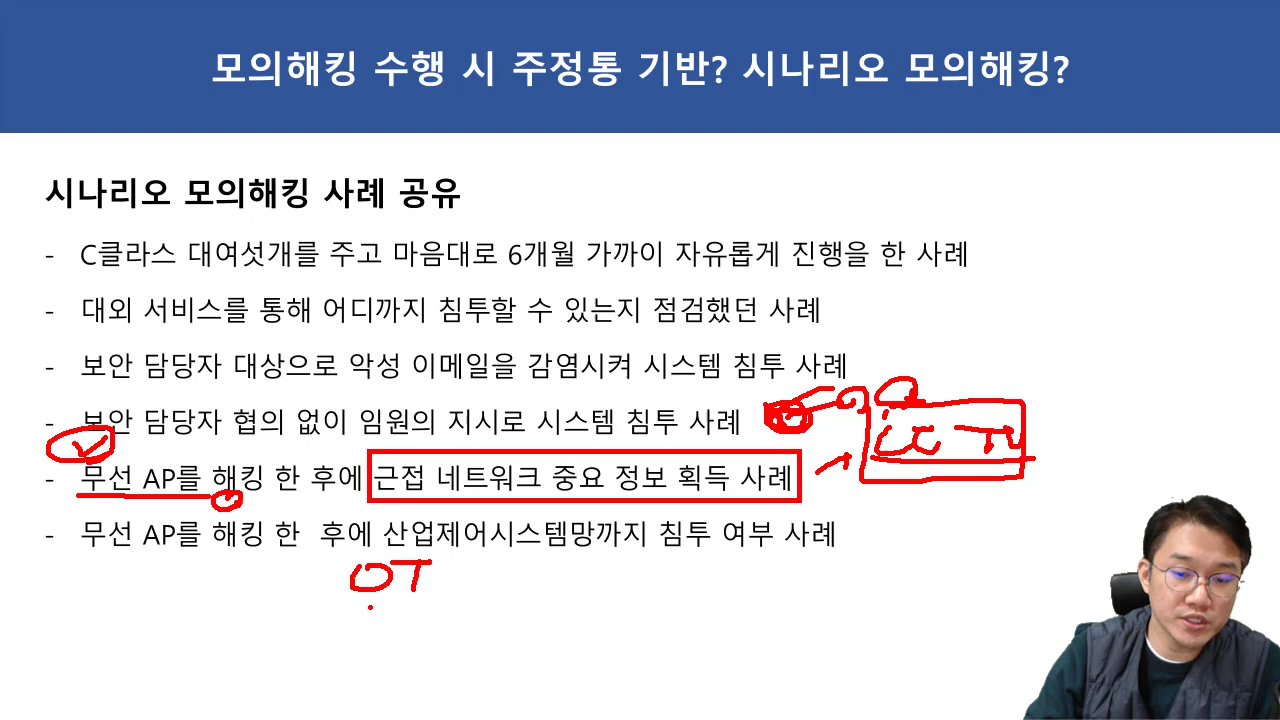 모의해킹 수행 시 주정통 기반? 시나리오 모의해킹?
시나리오 모의해킹 사례 공유
- C클라스 대여섯개를 주고 마음대로 6개월 가까이 자유롭게 진행을 한 사례
- 대외 서비스를 통해 어디까지 침투할 수 있는지 점검했던 사례
- 보안 담당자 대상으로 악성 이메일을 감염시켜 시스템 침투 사례
- 보안 담당자 협의 없이 임원의 지시로 시스템 침투 사례
CC TV
- 무선 AP를 해킹 한 후에 근접 네트워크 중요 정보 획득 사례
- 무선 AP를 해킹 한 후에 산업제어시스템망까지 침투 여부 사례
OT